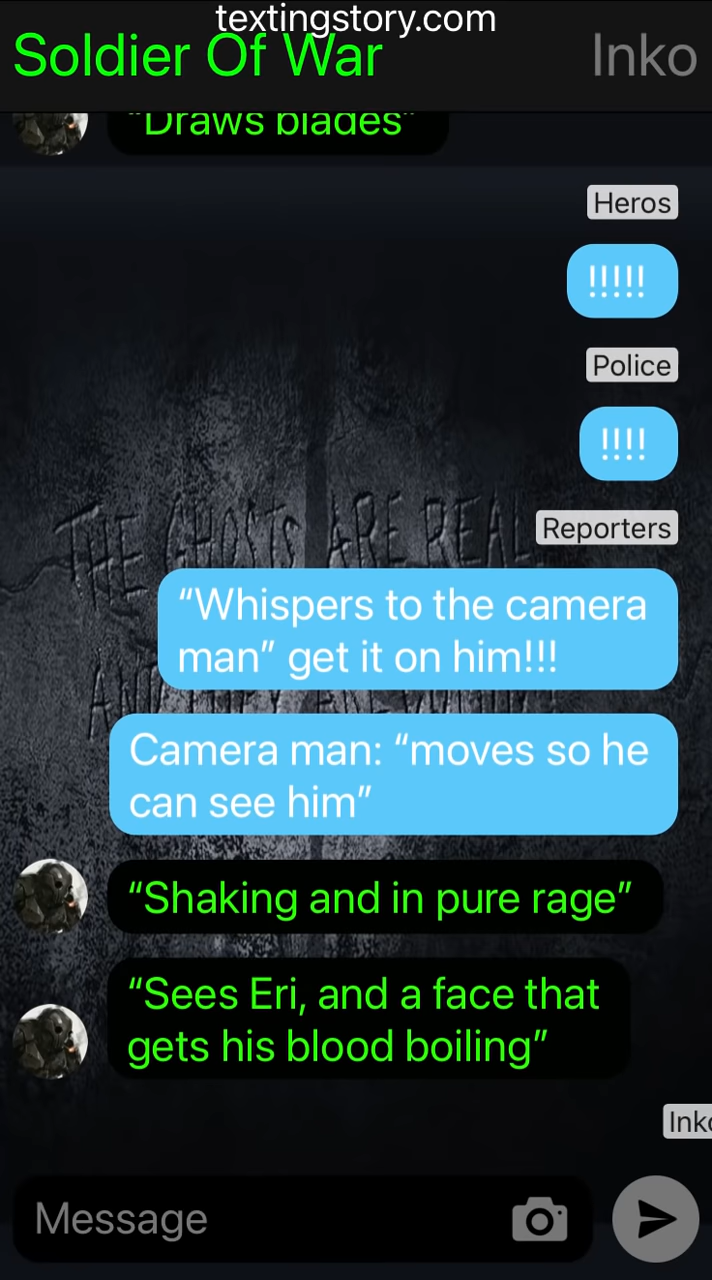 textingstory.com
Soldier Of War
Inko
“Draws blades”
Heros
!!!!!
Police
!!!!
Reporters
“Whispers to the camera
man” get it on him!!!
THE GHOSTS ARE REAL
Camera man: “moves so he
can see him”
“Shaking and in pure rage”
“Sees Eri, and a face that
gets his blood boiling”
Inko
Message